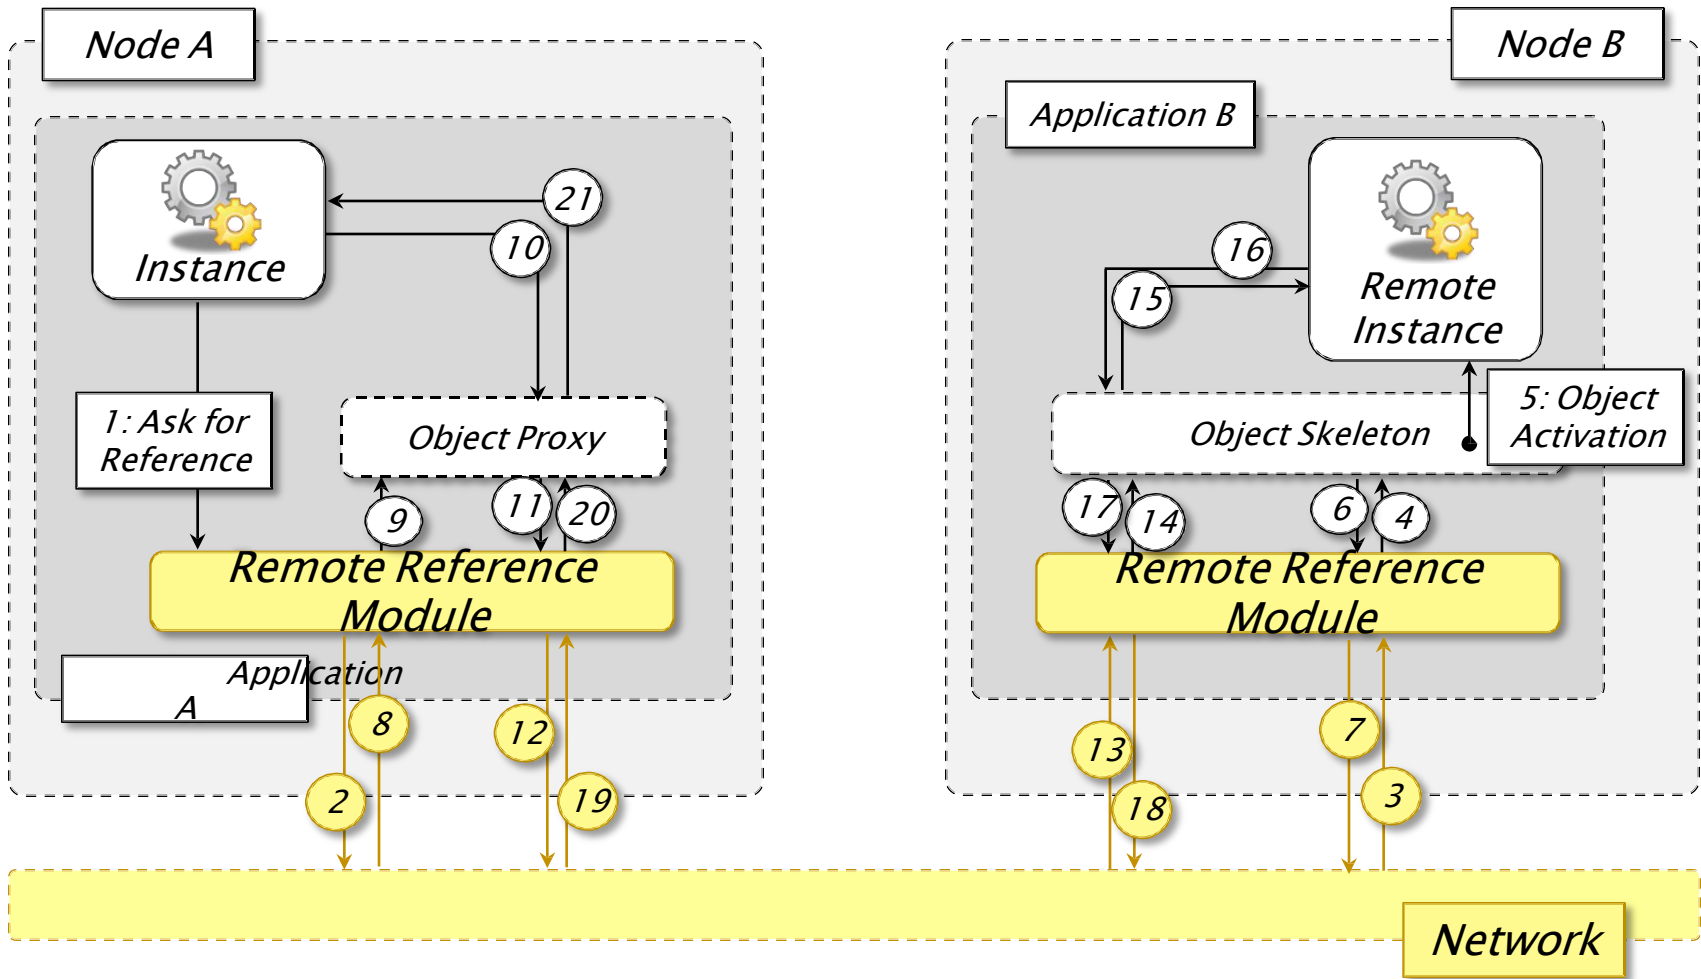 Node A
Node B
Application B
Instance
21
10
16
15
Remote
Instance
1: Ask for
Reference
Object Proxy
Object Skeleton
5: Object
Activation
9
11
20
17
14
6
4
Remote Reference
Module
Remote Reference
Module
Application
A
8
12
13
7
2
19
18
3
Network